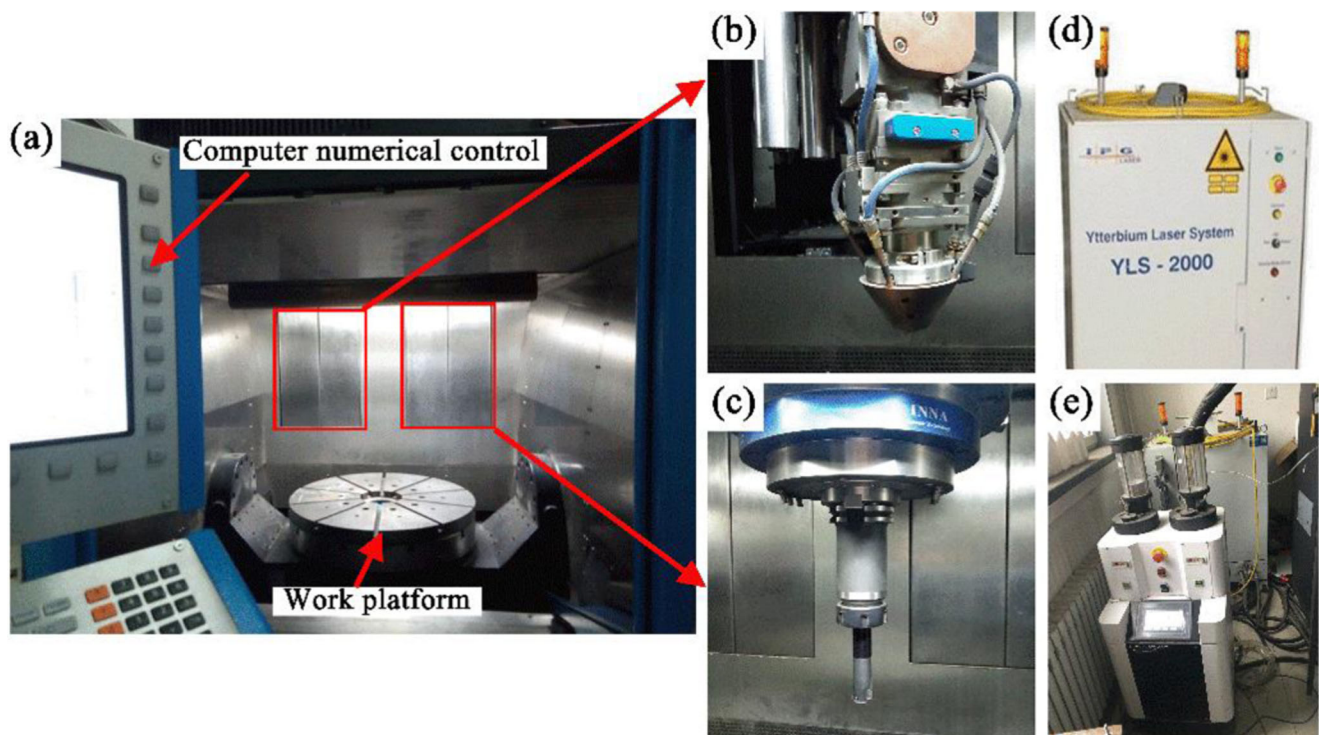 (a)
Computer numerical control
Work platform
(b)
(c)
INNA
(d)
IPG
LASER
Ytterbium Laser System
YLS - 2000
(e)